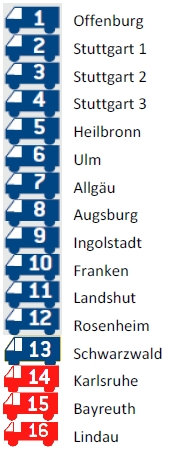 1 Offenburg
2 Stuttgart 1
3 Stuttgart 2
4 Stuttgart 3
5 Heilbronn
6 Ulm
7 Allgäu
8 Augsburg
9 Ingolstadt
10 Franken
11 Landshut
12 Rosenheim
13 Schwarzwald
14 Karlsruhe
15 Bayreuth
16 Lindau